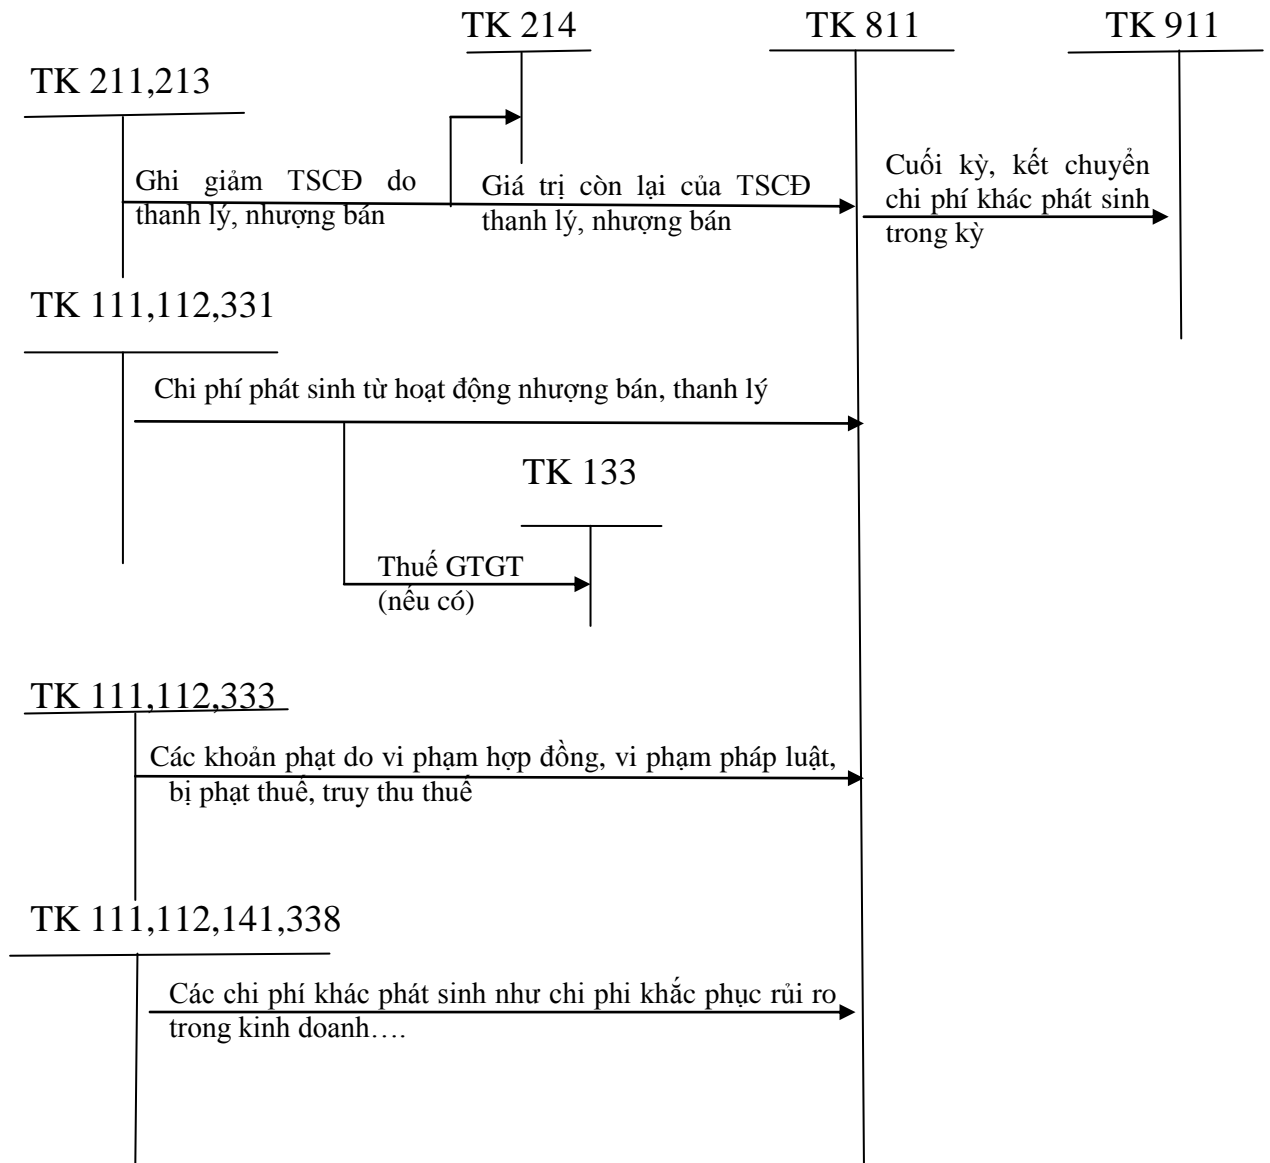 TK 214
TK 811
TK 911
TK 211,213
Ghi giảm TSCĐ do
thanh lý, nhượng bán
Giá trị còn lại của TSCĐ
thanh lý, nhượng bán
Cuối kỳ, kết chuyển
chi phí khác phát sinh
trong kỳ
TK 111,112,331
Chi phí phát sinh từ hoạt động nhượng bán, thanh lý
TK 133
Thuế GTGT
(nếu có)
TK 111,112,333
Các khoản phạt do vi phạm hợp đồng, vi phạm pháp luật,
bị phạt thuế, truy thu thuế
TK 111,112,141,338
Các chi phí khác phát sinh như chi phi khắc phục rủi ro
trong kinh doanh….